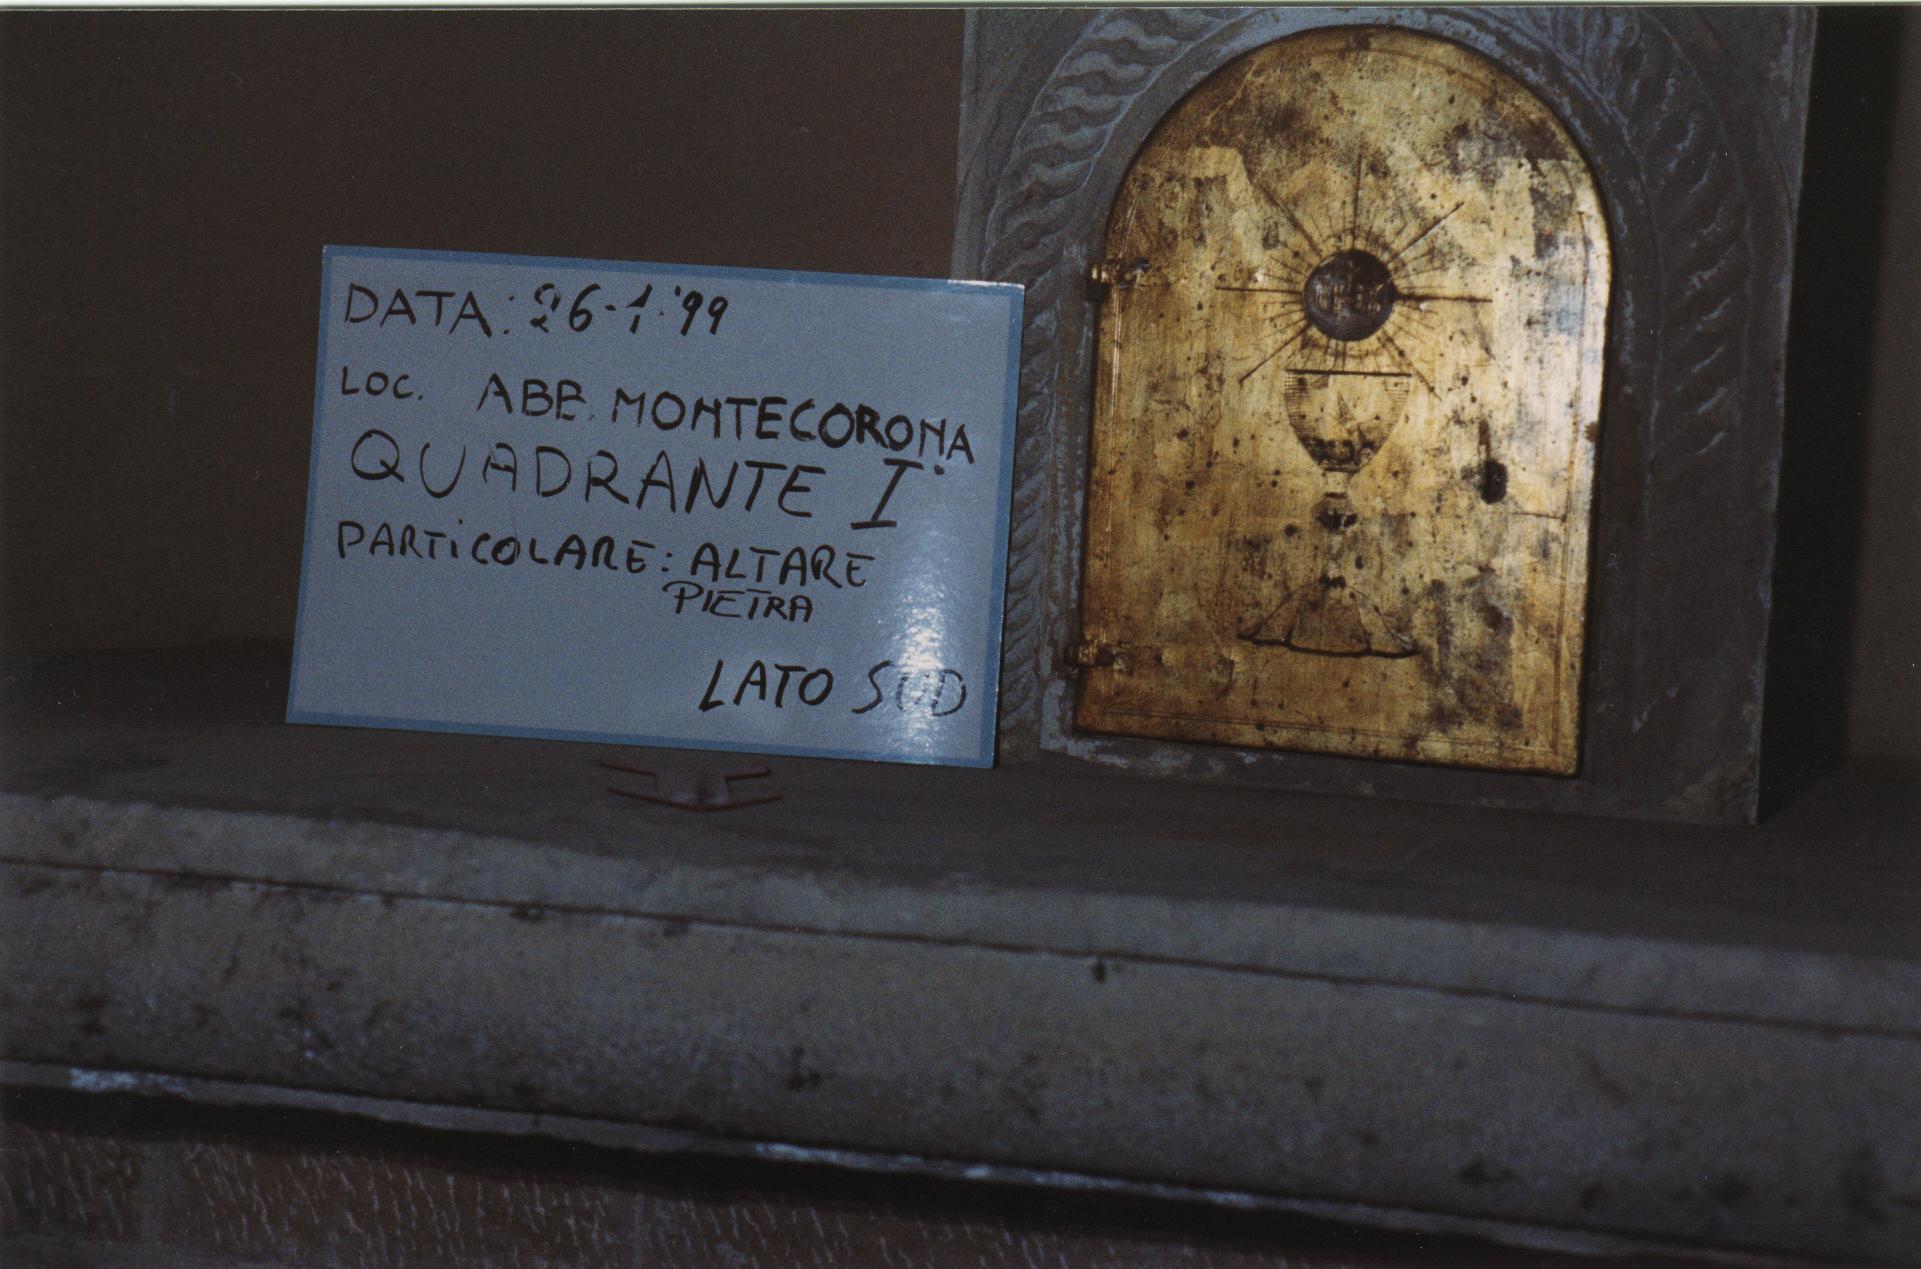 DATA: 26-1-'99
LOC. ABB. MONTECORONA
QUADRANTE I°
PARTICOLARE: ALTARE
PIETRA
LATO SUD